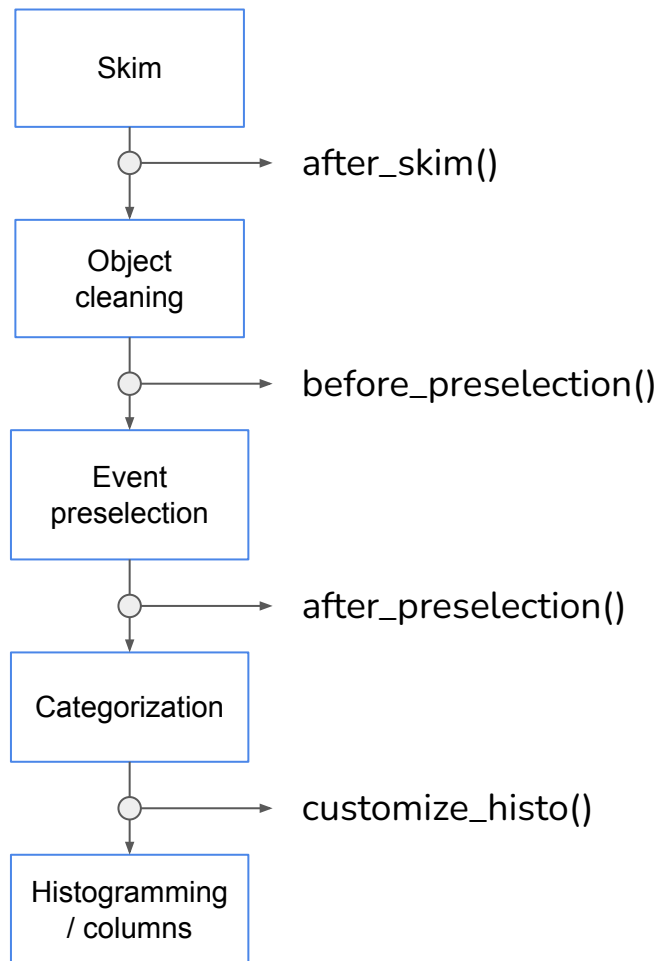 Skim
after_skim()
Object
cleaning
before_preselection()
Event
preselection
after_preselection()
Categorization
customize_histo()
Histogramming
/ columns